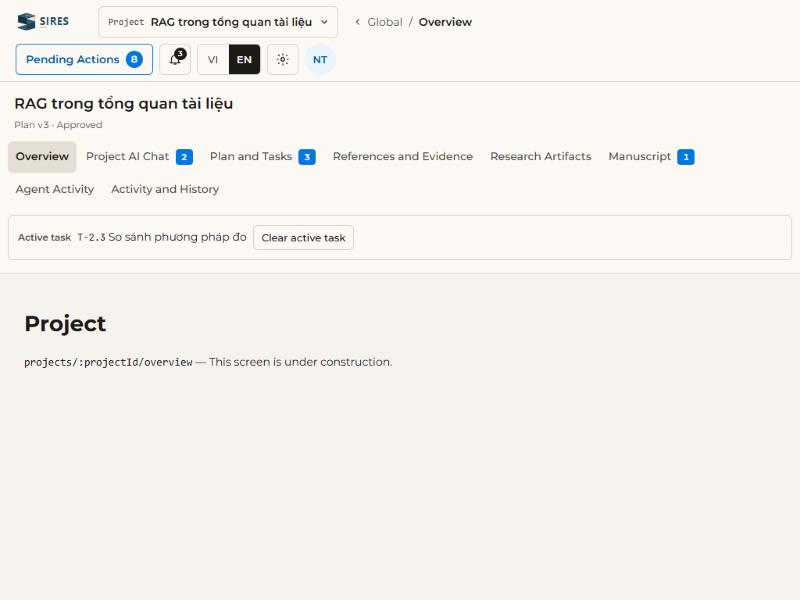 SIRES Project RAG trong tổng quan tài liệu Global / Overview
Pending Actions 8 3 VI EN NT
RAG trong tổng quan tài liệu
Plan v3 · Approved
Overview Project AI Chat 2 Plan and Tasks 3 References and Evidence Research Artifacts Manuscript 1
Agent Activity Activity and History
Active task T-2.3 So sánh phương pháp đo Clear active task
Project
projects/:projectId/overview — This screen is under construction.